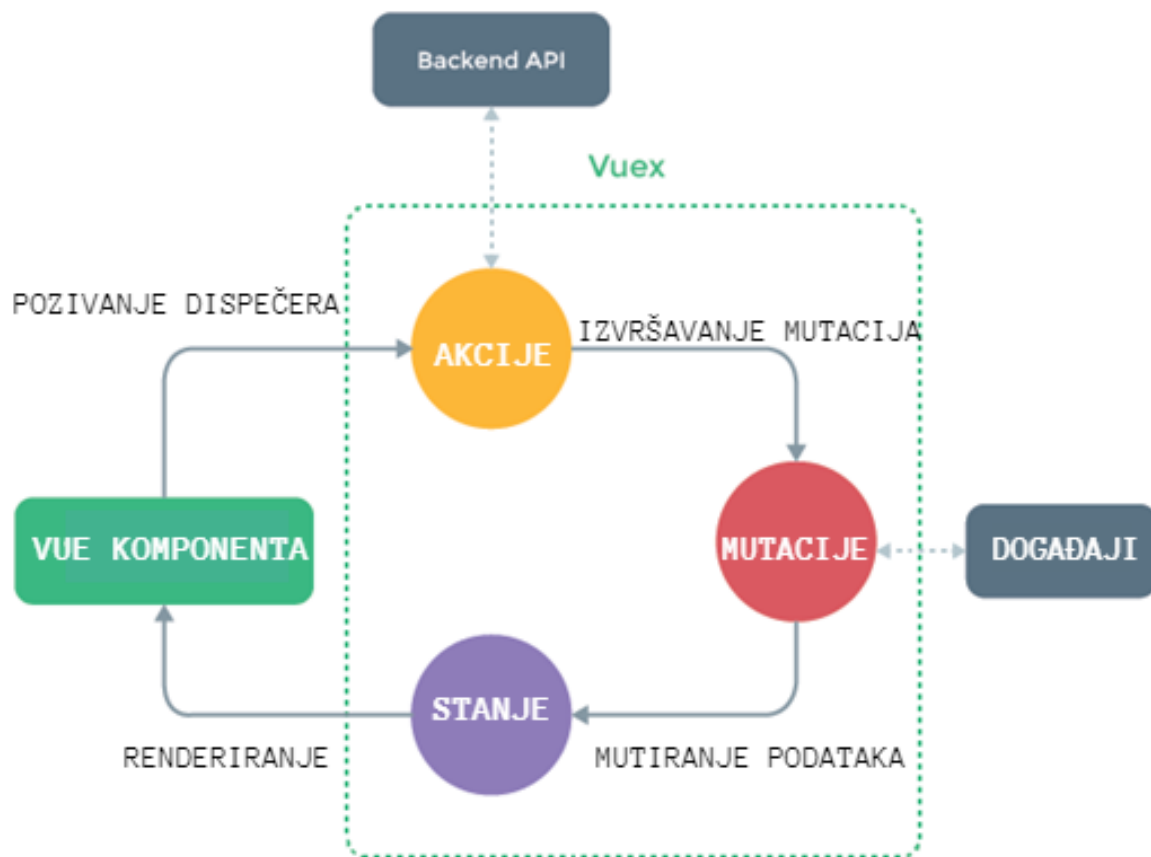 Backend API
Vuex
POZIVANJE DISPEČERA
AKCIJE
IZVRŠAVANJE MUTACIJA
VUE KOMPONENTA
MUTACIJE
DOGAĐAJI
STANJE
RENDERIRANJE
MUTIRANJE PODATAKA